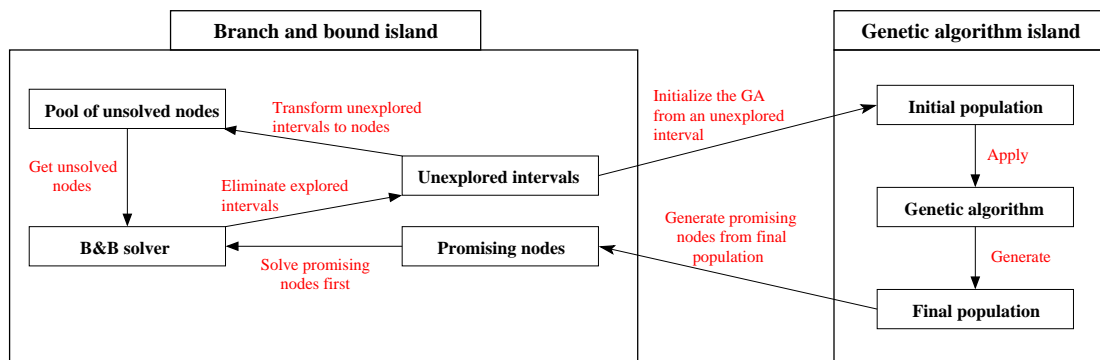 Branch and bound island
Genetic algorithm island
Pool of unsolved nodes
Transform unexplored
intervals to nodes
Initialize the GA
from an unexplored
interval
Initial population
Get unsolved
nodes
Eliminate explored
intervals
Unexplored intervals
Apply
Genetic algorithm
B&B solver
Promising nodes
Generate promising
nodes from final
population
Solve promising
nodes first
Generate
Final population